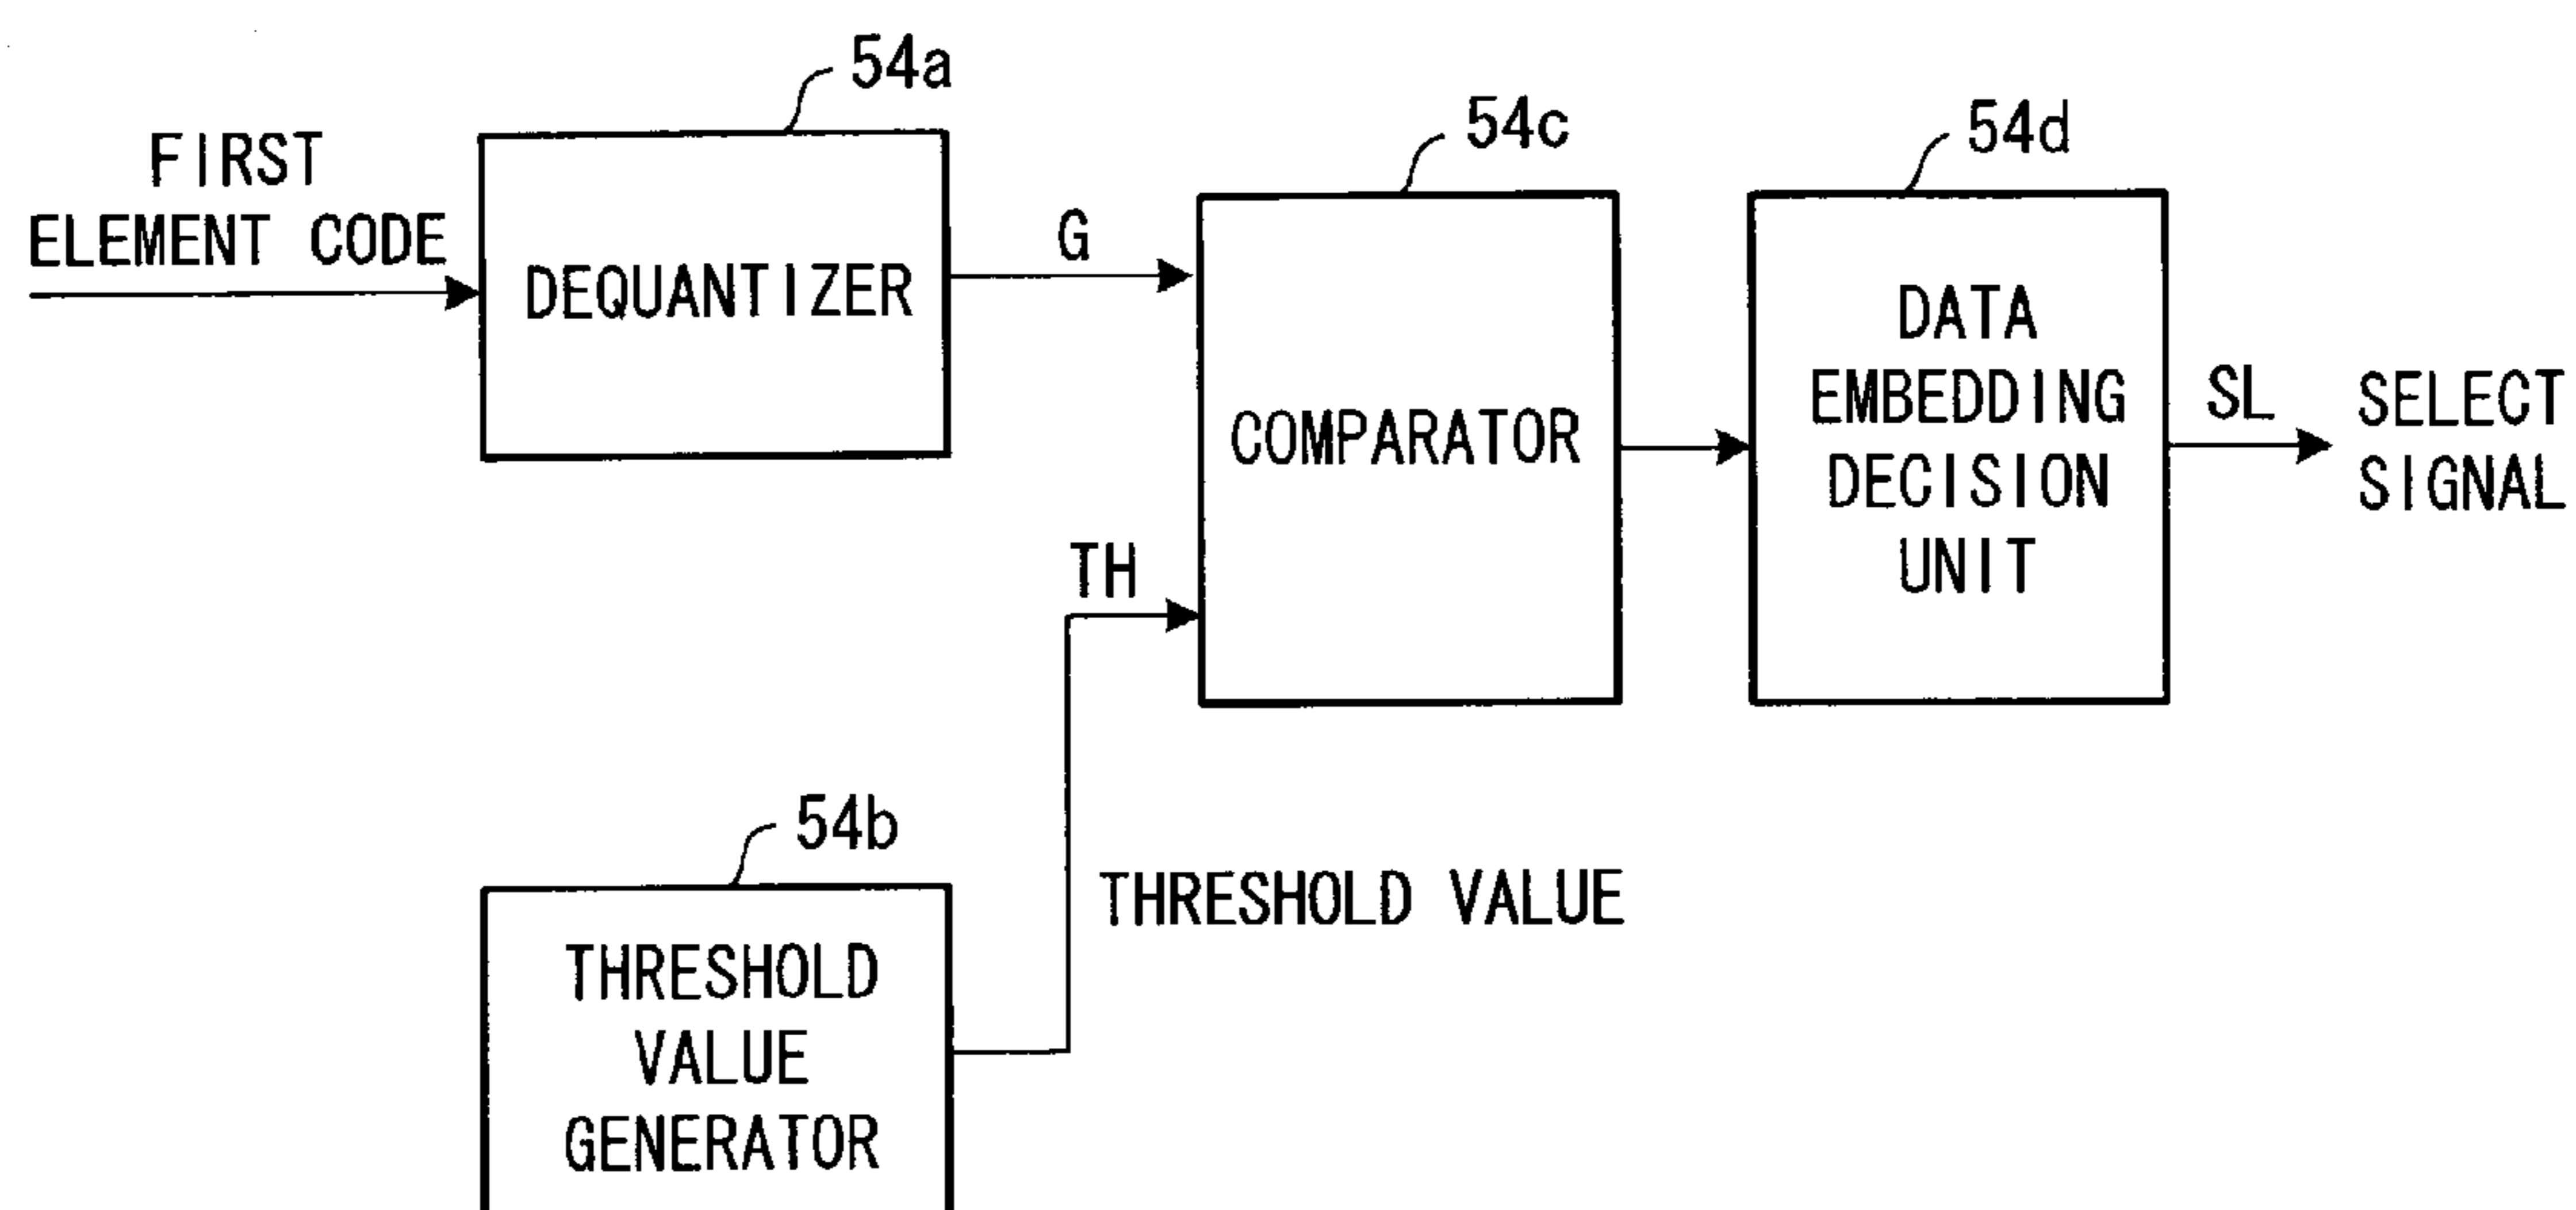 54a
FIRST
ELEMENT CODE
DEQUANTIZER
G
54c
COMPARATOR
TH
54d
DATA
EMBEDDING
DECISION
UNIT
SL
SELECT
SIGNAL
54b
THRESHOLD
VALUE
GENERATOR
THRESHOLD VALUE